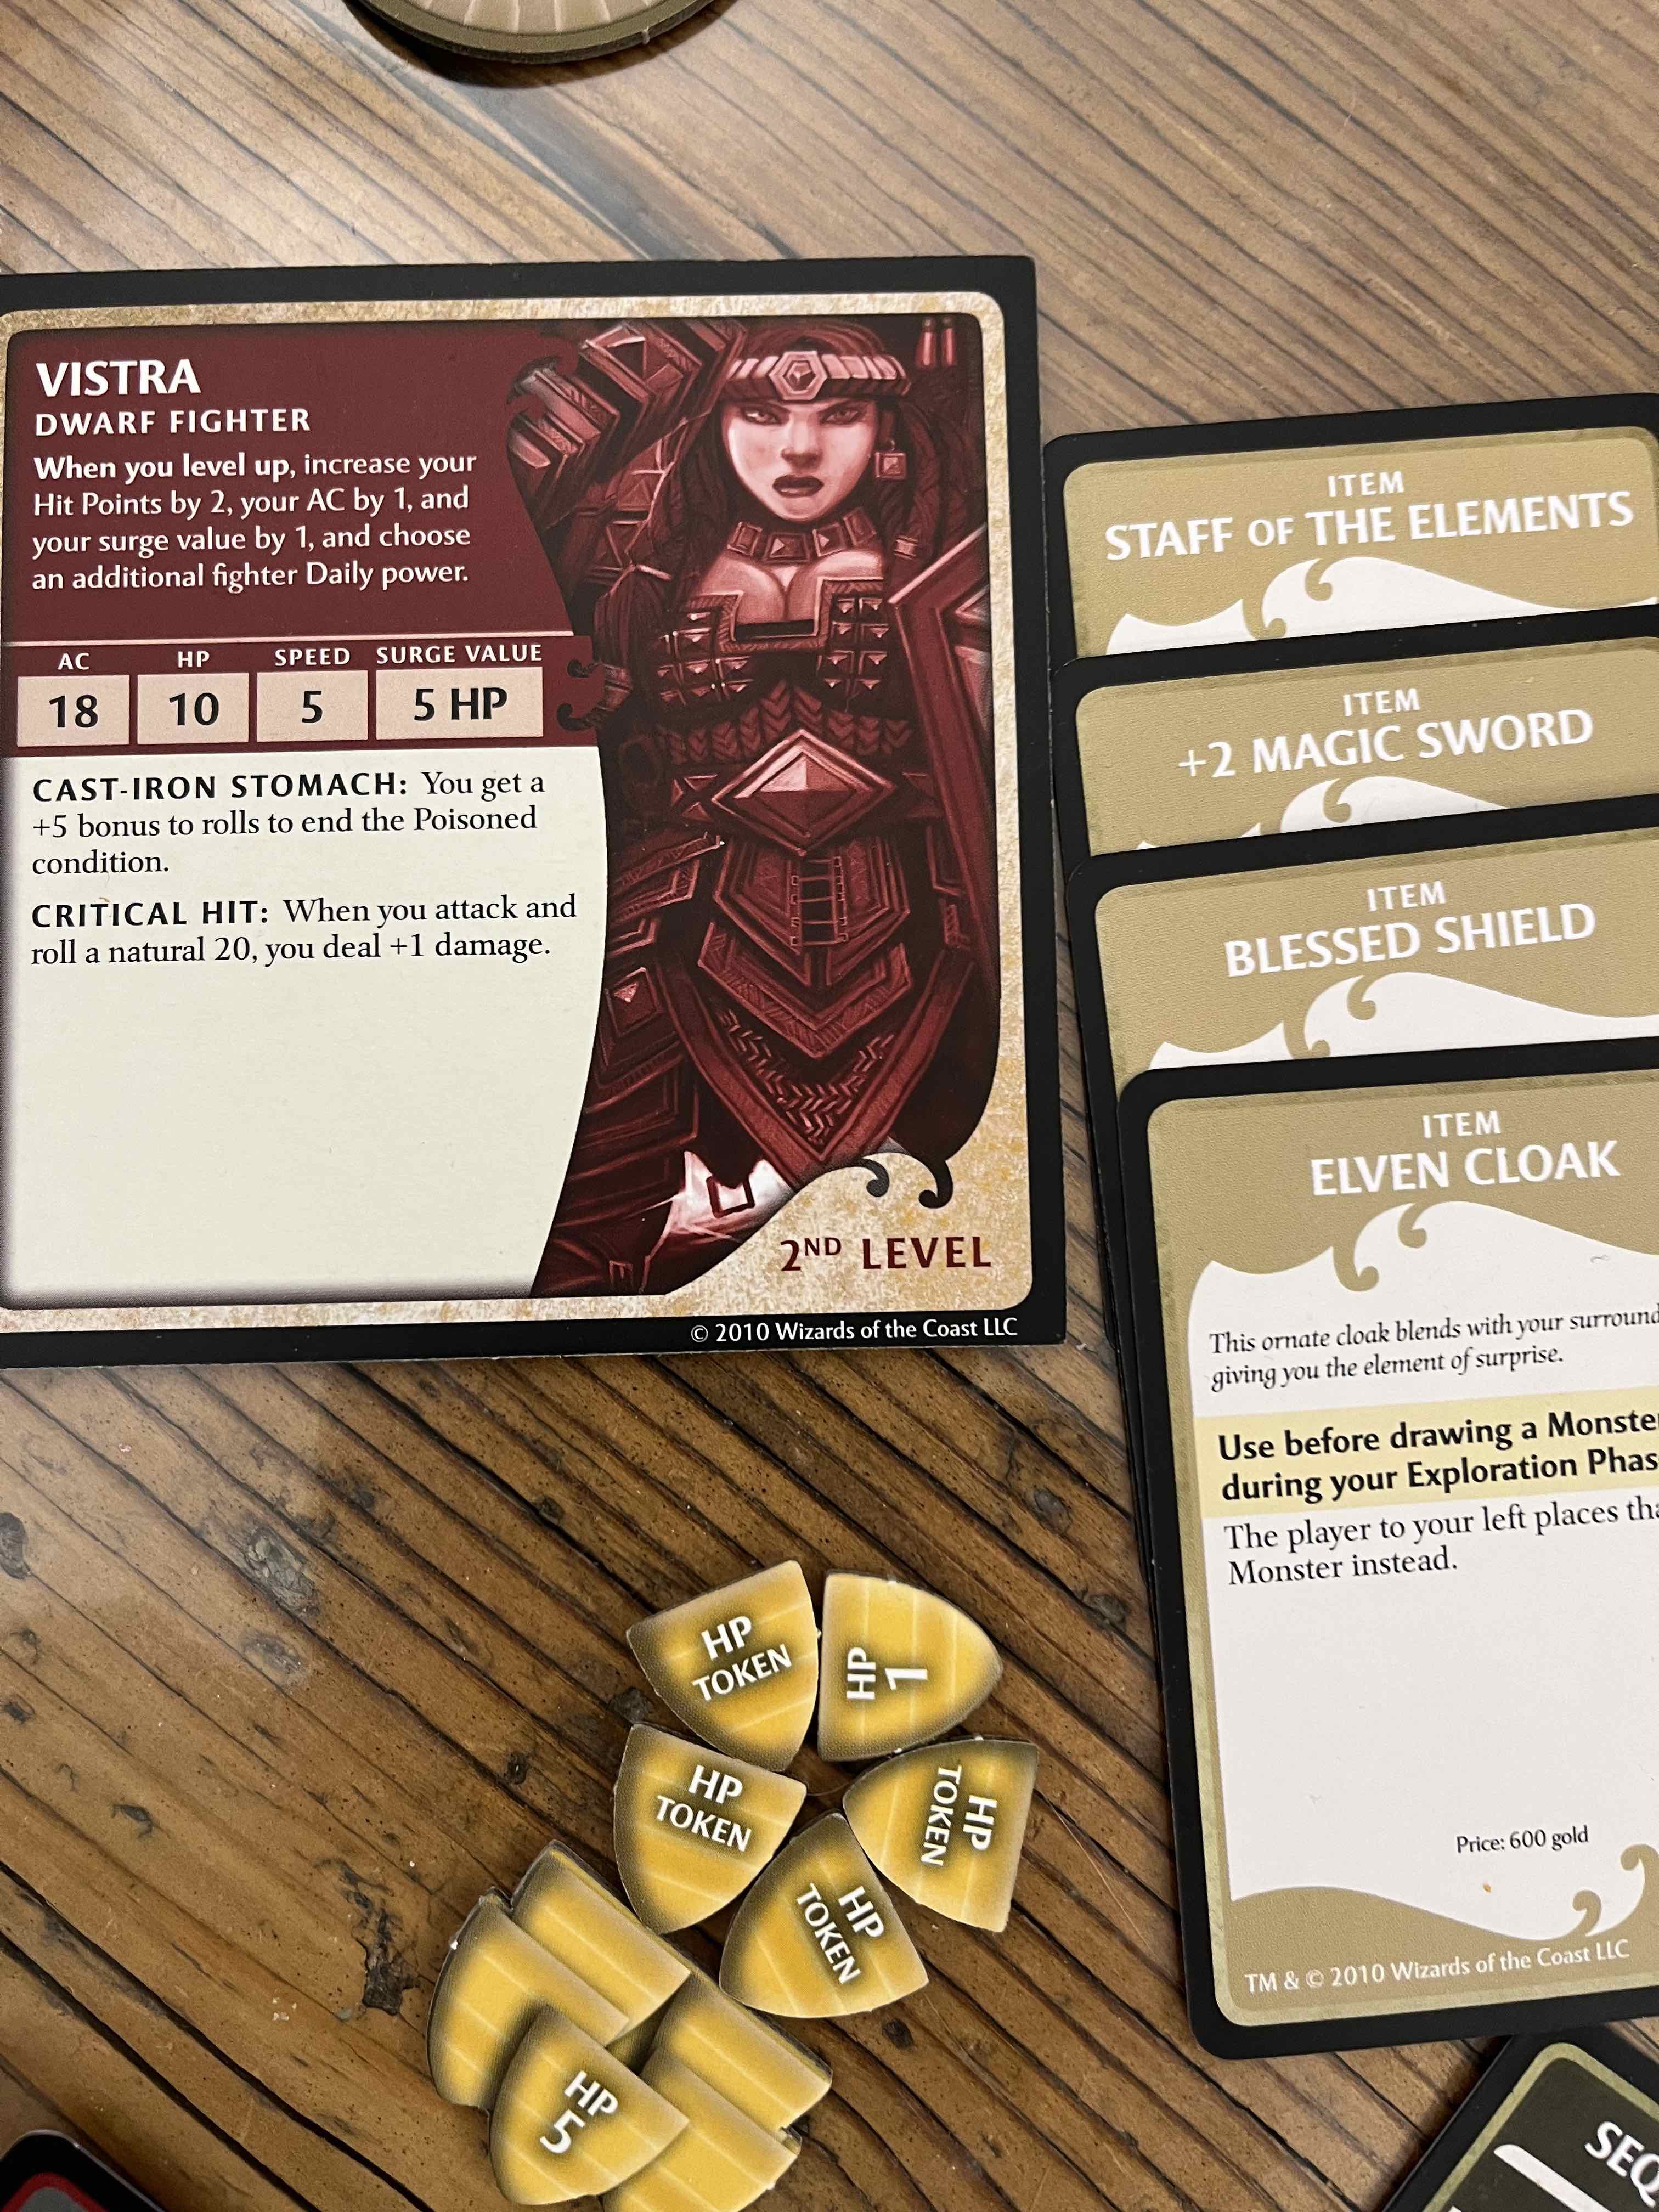 VISTRA
DWARF FIGHTER
When you level up, increase your
Hit Points by 2, your AC by 1, and
your surge value by 1, and choose
an additional fighter Daily power.
AC HP SPEED SURGE VALUE
18 10 5 5 HP
CAST-IRON STOMACH: You get a
+5 bonus to rolls to end the Poisoned
condition.
CRITICAL HIT: When you attack and
roll a natural 20, you deal +1 damage.
2ND LEVEL
© 2010 Wizards of the Coast LLC
ITEM
STAFF OF THE ELEMENTS
ITEM
+2 MAGIC SWORD
ITEM
BLESSED SHIELD
ITEM
ELVEN CLOAK
This ornate cloak blends with your surround
giving you the element of surprise.
Use before drawing a Monste
during your Exploration Phas
The player to your left places tha
Monster instead.
Price: 600 gold
TM & © 2010 Wizards of the Coast LLC
HP
TOKEN
HP
1
HP
TOKEN
HP
TOKEN
HP
TOKEN
HP
5
SEQ